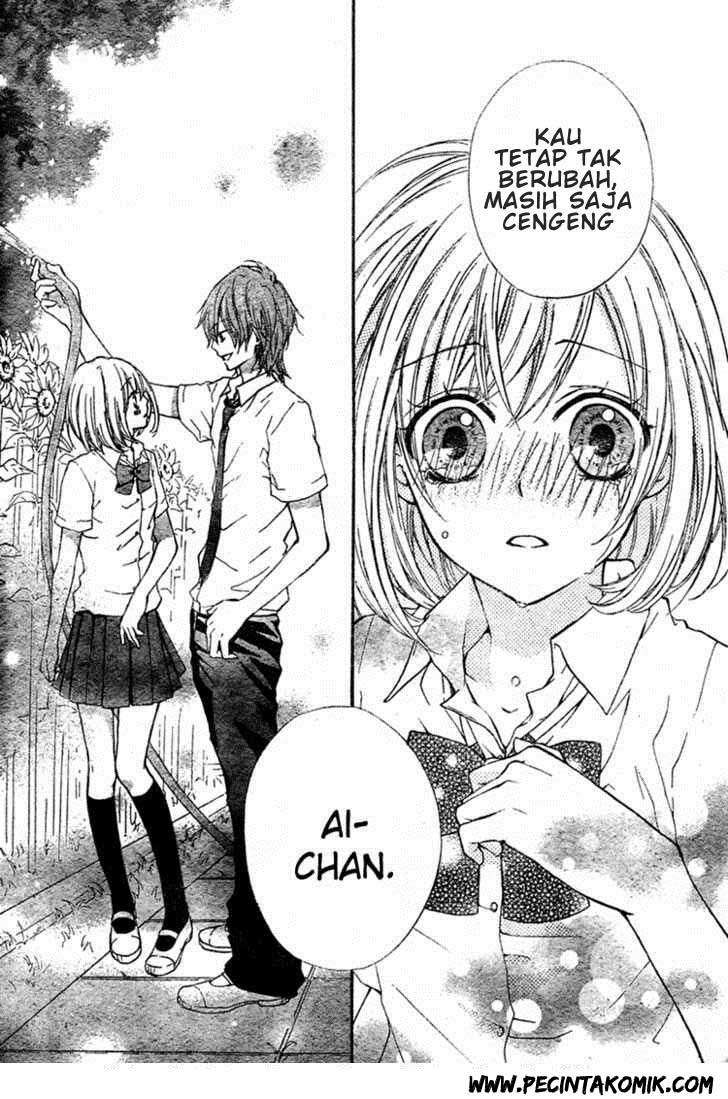 KAU
TETAP TAK
BERUBAH,
MASIH SAJA
CENGENG
AI-
CHAN.
WWW.PECINTAKOMIK.COM